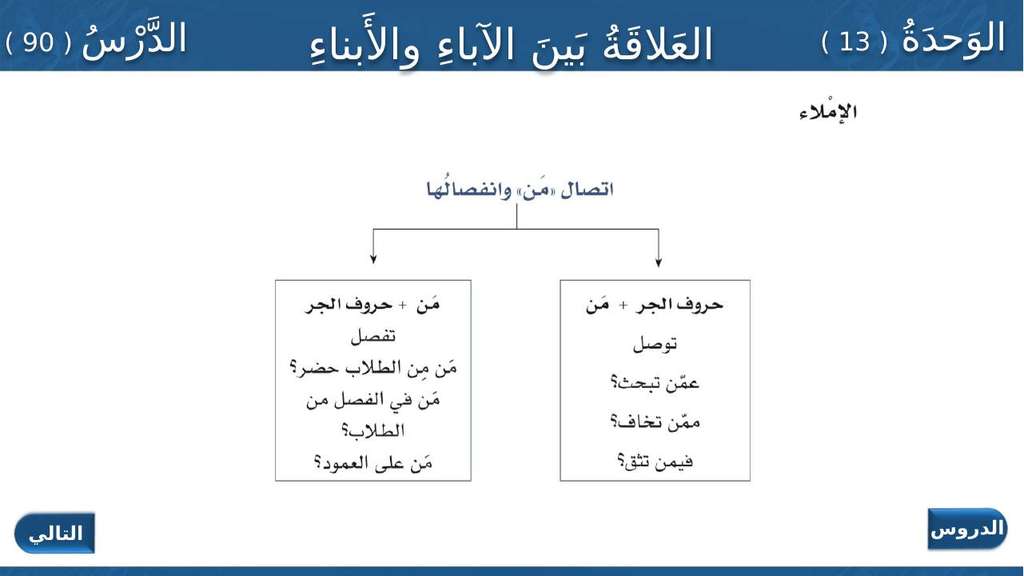 الوَحدَةُ ( 13 )
العَلاقَةُ بَينَ الآباءِ والأَبناءِ
الدَّرْسُ ( 90 )
الإمْلاء
اتصال «مَن» وانفصالُها
حروف الجر + مَن
توصل
عمّن تبحث؟
ممّن تخاف؟
فيمن تثق؟
مَن + حروف الجر
تفصل
مَن مِن الطلاب حضر؟
مَن في الفصل من
الطلاب؟
مَن على العمود؟
الدروس
التالي